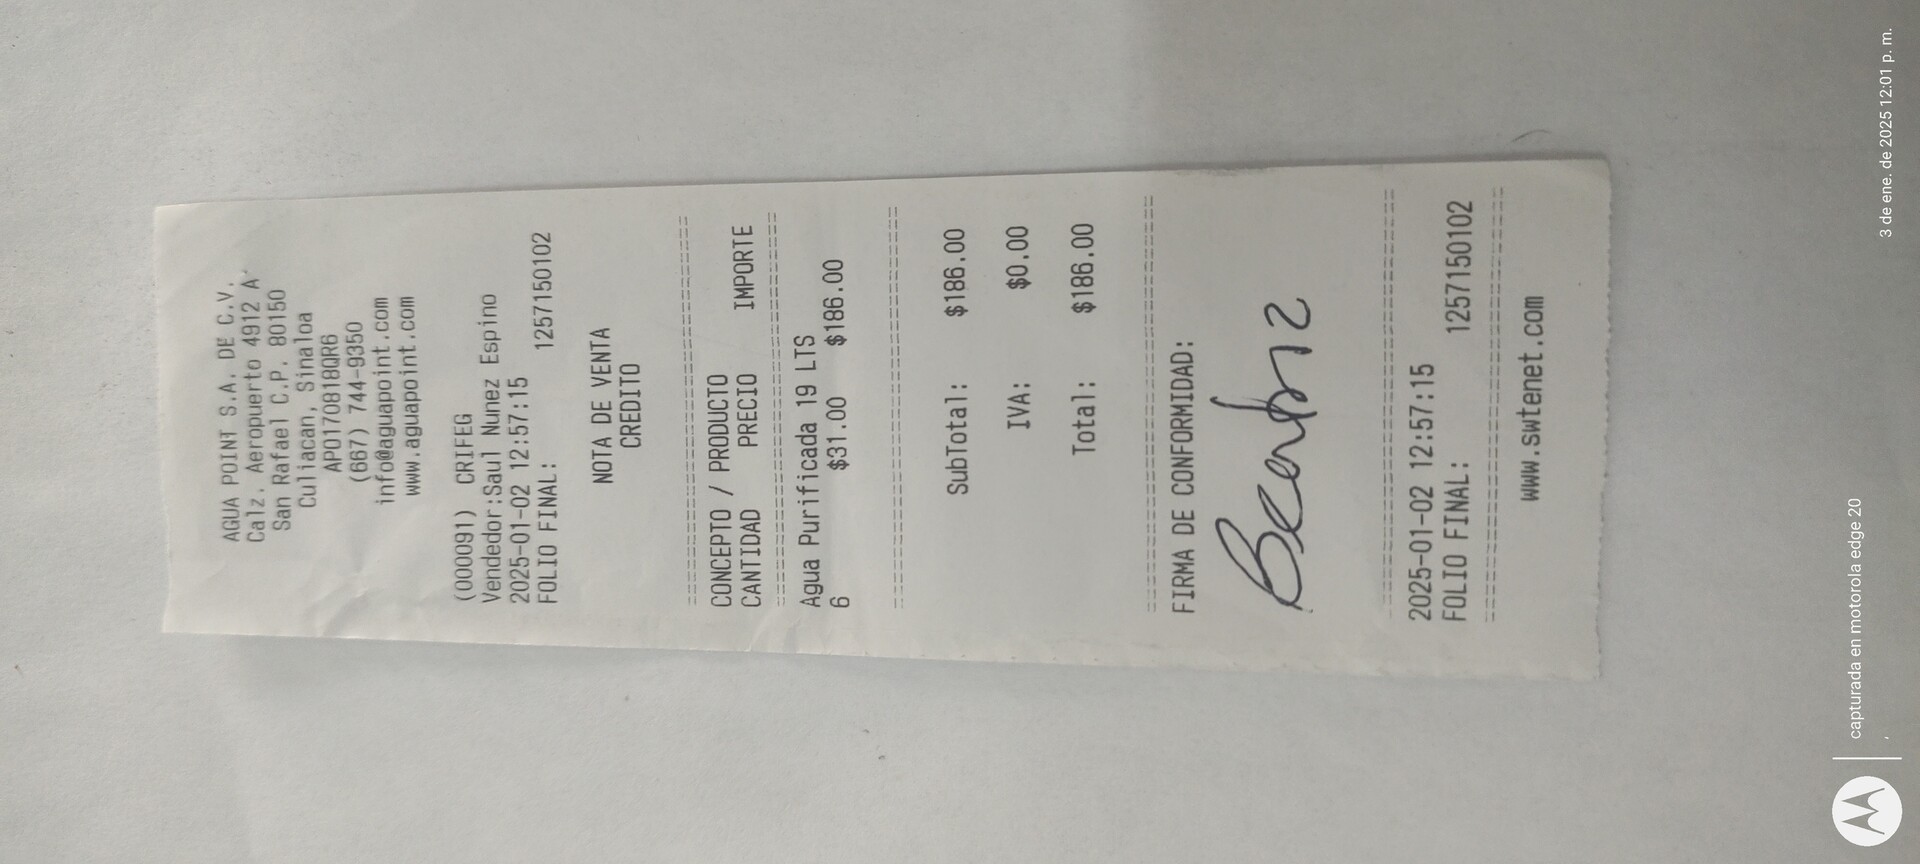 AGUA POINT S.A. DE C.V.
Calz. Aeropuerto 4912 A
San Rafael C.P. 80150
Culiacan, Sinaloa
APO170818QR6
(667) 744-9350
info@aguapoint.com
www.aguapoint.com
(000091) CRIFEG
Vendedor:Saul Nunez Espino
2025-01-02 12:57:15
FOLIO FINAL: 1257150102
NOTA DE VENTA
CREDITO
CONCEPTO / PRODUCTO
CANTIDAD PRECIO IMPORTE
Agua Purificada 19 LTS
6 $31.00 $186.00
SubTotal: $186.00
IVA: $0.00
Total: $186.00
FIRMA DE CONFORMIDAD:
2025-01-02 12:57:15
FOLIO FINAL: 1257150102
www.swtenet.com
capturada en motorola edge 20
3 de ene. de 2025 12:01 p. m.